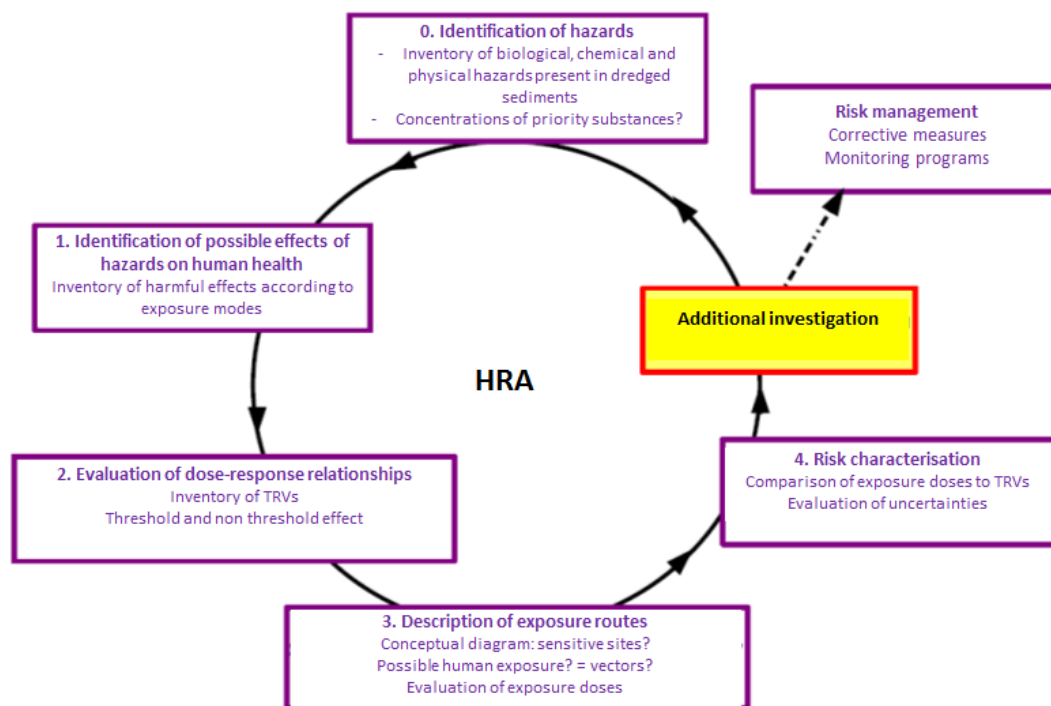 0. Identification of hazards
- Inventory of biological, chemical and
physical hazards present in dredged
sediments
- Concentrations of priority substances?
Risk management
Corrective measures
Monitoring programs
1. Identification of possible effects of
hazards on human health
Inventory of harmful effects according to
exposure modes
Additional investigation
HRA
2. Evaluation of dose-response relationships
Inventory of TRVs
Threshold and non threshold effect
4. Risk characterisation
Comparison of exposure doses to TRVs
Evaluation of uncertainties
3. Description of exposure routes
Conceptual diagram: sensitive sites?
Possible human exposure? = vectors?
Evaluation of exposure doses